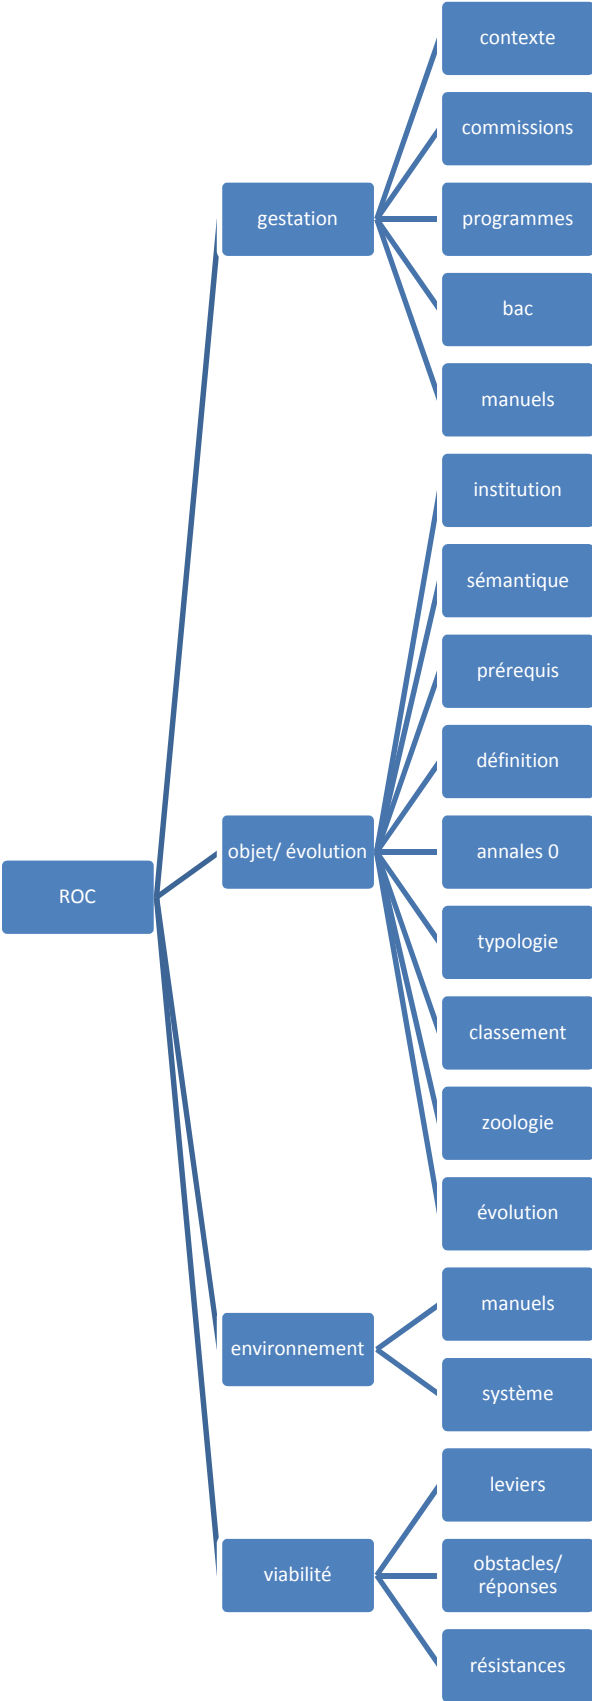 ROC
gestation
contexte
commissions
programmes
bac
manuels
objet/ évolution
institution
sémantique
prérequis
définition
annales 0
typologie
classement
zoologie
évolution
environnement
manuels
système
viabilité
leviers
obstacles/
réponses
résistances